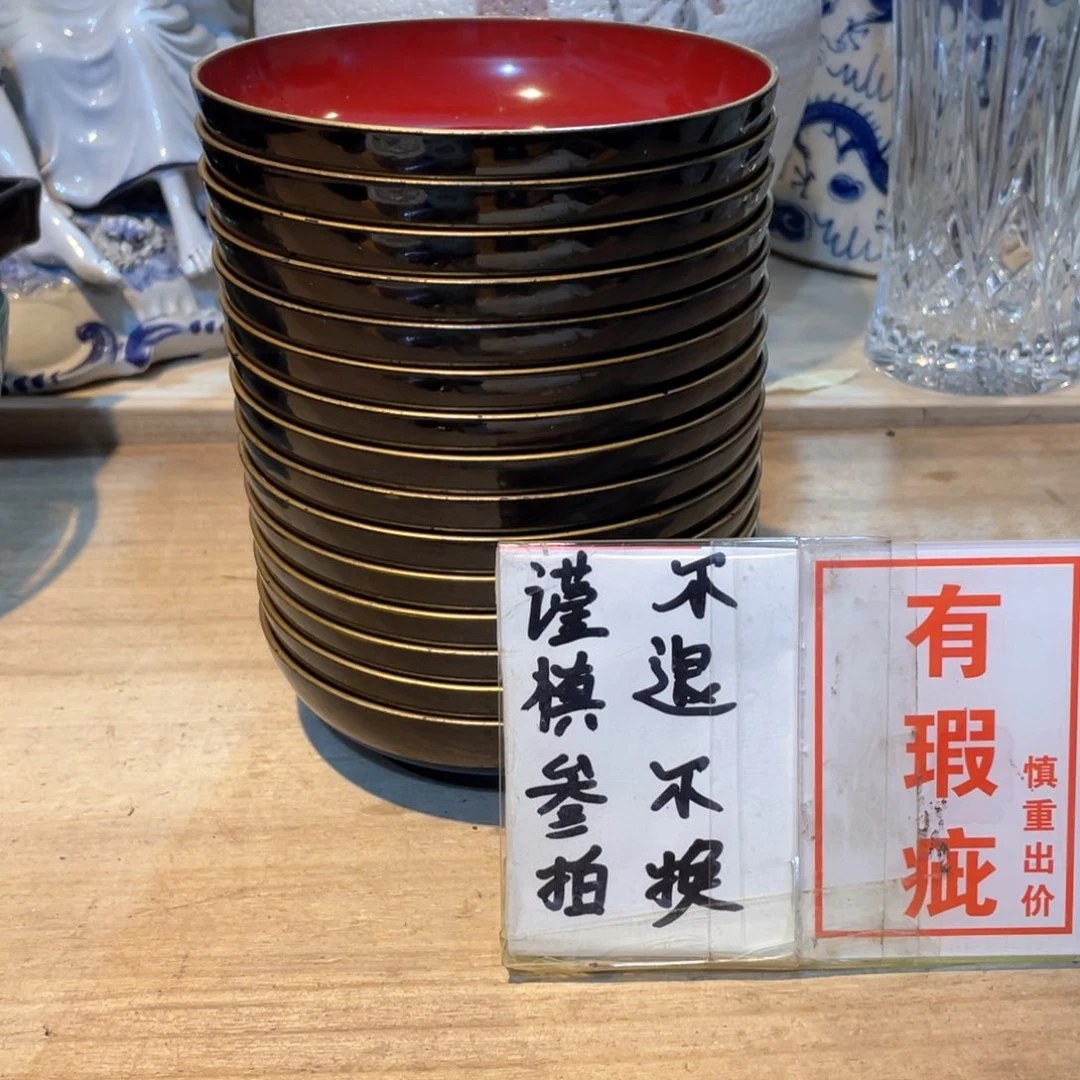 不退不换
谨慎参拍
有瑕疵
慎重出价